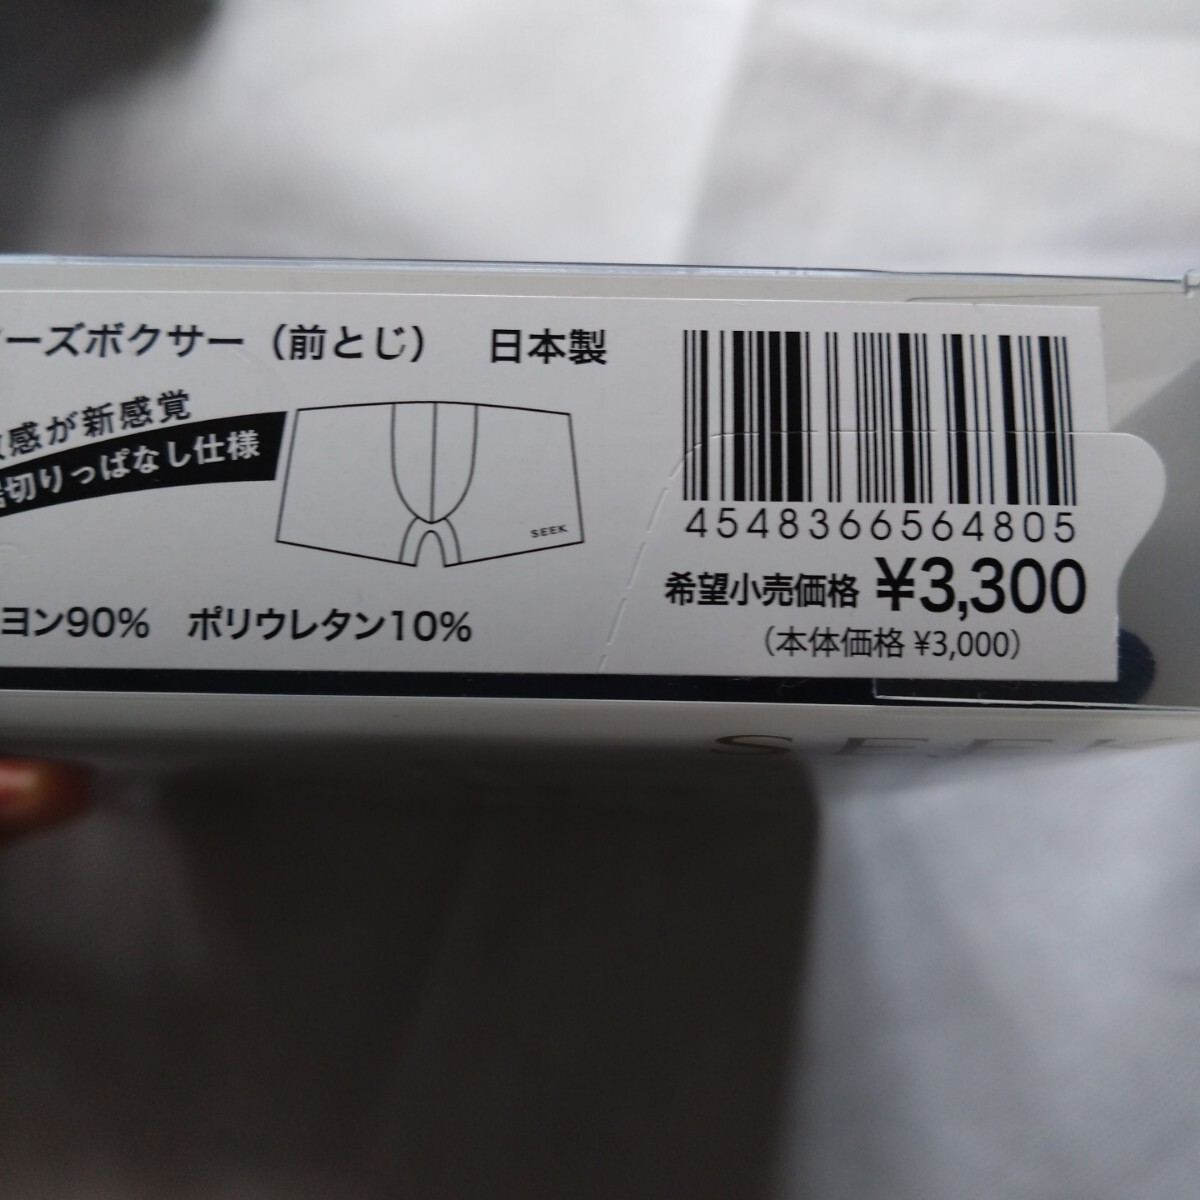 ーズボクサー（前とじ） 日本製
感が新感覚
切りっぱなし仕様
SEEK
ヨン90% ポリウレタン10%
4548366564805
希望小売価格 ¥3,300
（本体価格 ¥3,000）
SEEK